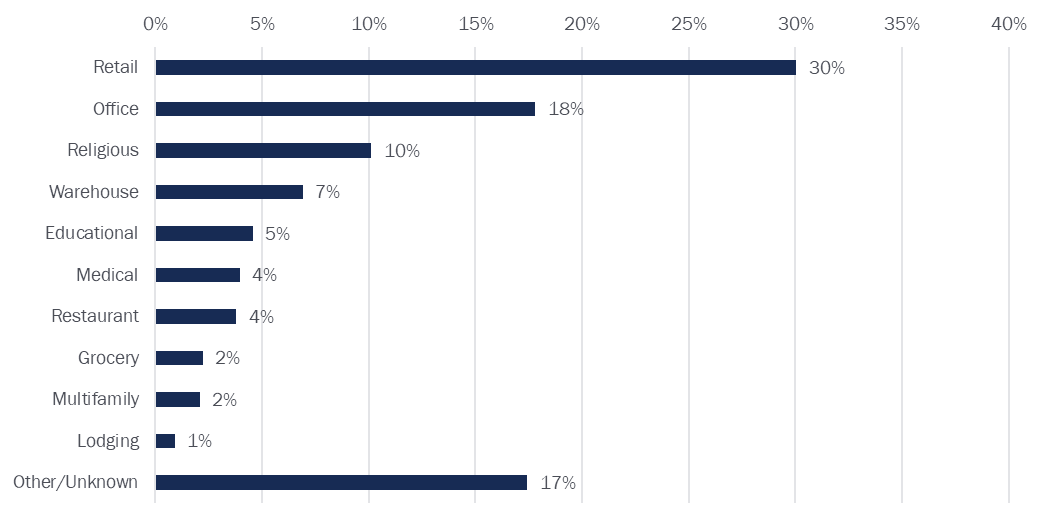 0% 5% 10% 15% 20% 25% 30% 35% 40%
Retail 30%
Office 18%
Religious 10%
Warehouse 7%
Educational 5%
Medical 4%
Restaurant 4%
Grocery 2%
Multifamily 2%
Lodging 1%
Other/Unknown 17%